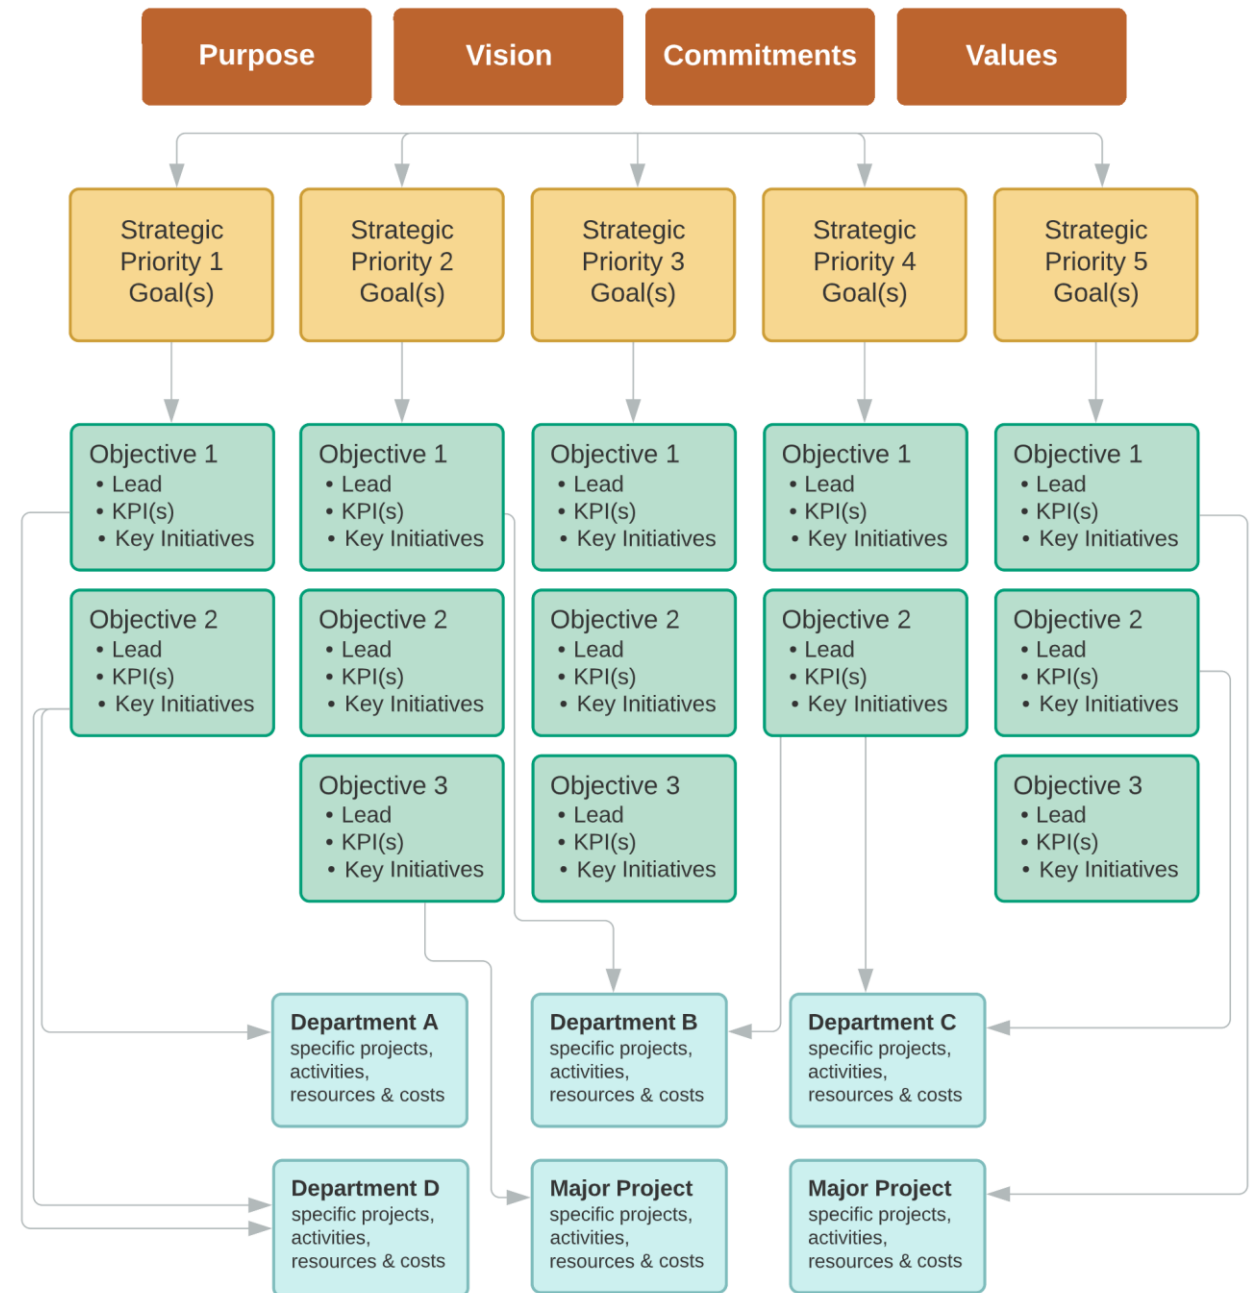 Purpose
Vision
Commitments
Values
Strategic
Priority 1
Goal(s)
Strategic
Priority 2
Goal(s)
Strategic
Priority 3
Goal(s)
Strategic
Priority 4
Goal(s)
Strategic
Priority 5
Goal(s)
Objective 1
• Lead
• KPI(s)
• Key Initiatives
Objective 1
• Lead
• KPI(s)
• Key Initiatives
Objective 1
• Lead
• KPI(s)
• Key Initiatives
Objective 1
• Lead
• KPI(s)
• Key Initiatives
Objective 1
• Lead
• KPI(s)
• Key Initiatives
Objective 2
• Lead
• KPI(s)
• Key Initiatives
Objective 2
• Lead
• KPI(s)
• Key Initiatives
Objective 2
• Lead
• KPI(s)
• Key Initiatives
Objective 2
• Lead
• KPI(s)
• Key Initiatives
Objective 2
• Lead
• KPI(s)
• Key Initiatives
Objective 3
• Lead
• KPI(s)
• Key Initiatives
Objective 3
• Lead
• KPI(s)
• Key Initiatives
Objective 3
• Lead
• KPI(s)
• Key Initiatives
Department A
specific projects,
activities,
resources & costs
Department B
specific projects,
activities,
resources & costs
Department C
specific projects,
activities,
resources & costs
Department D
specific projects,
activities,
resources & costs
Major Project
specific projects,
activities,
resources & costs
Major Project
specific projects,
activities,
resources & costs